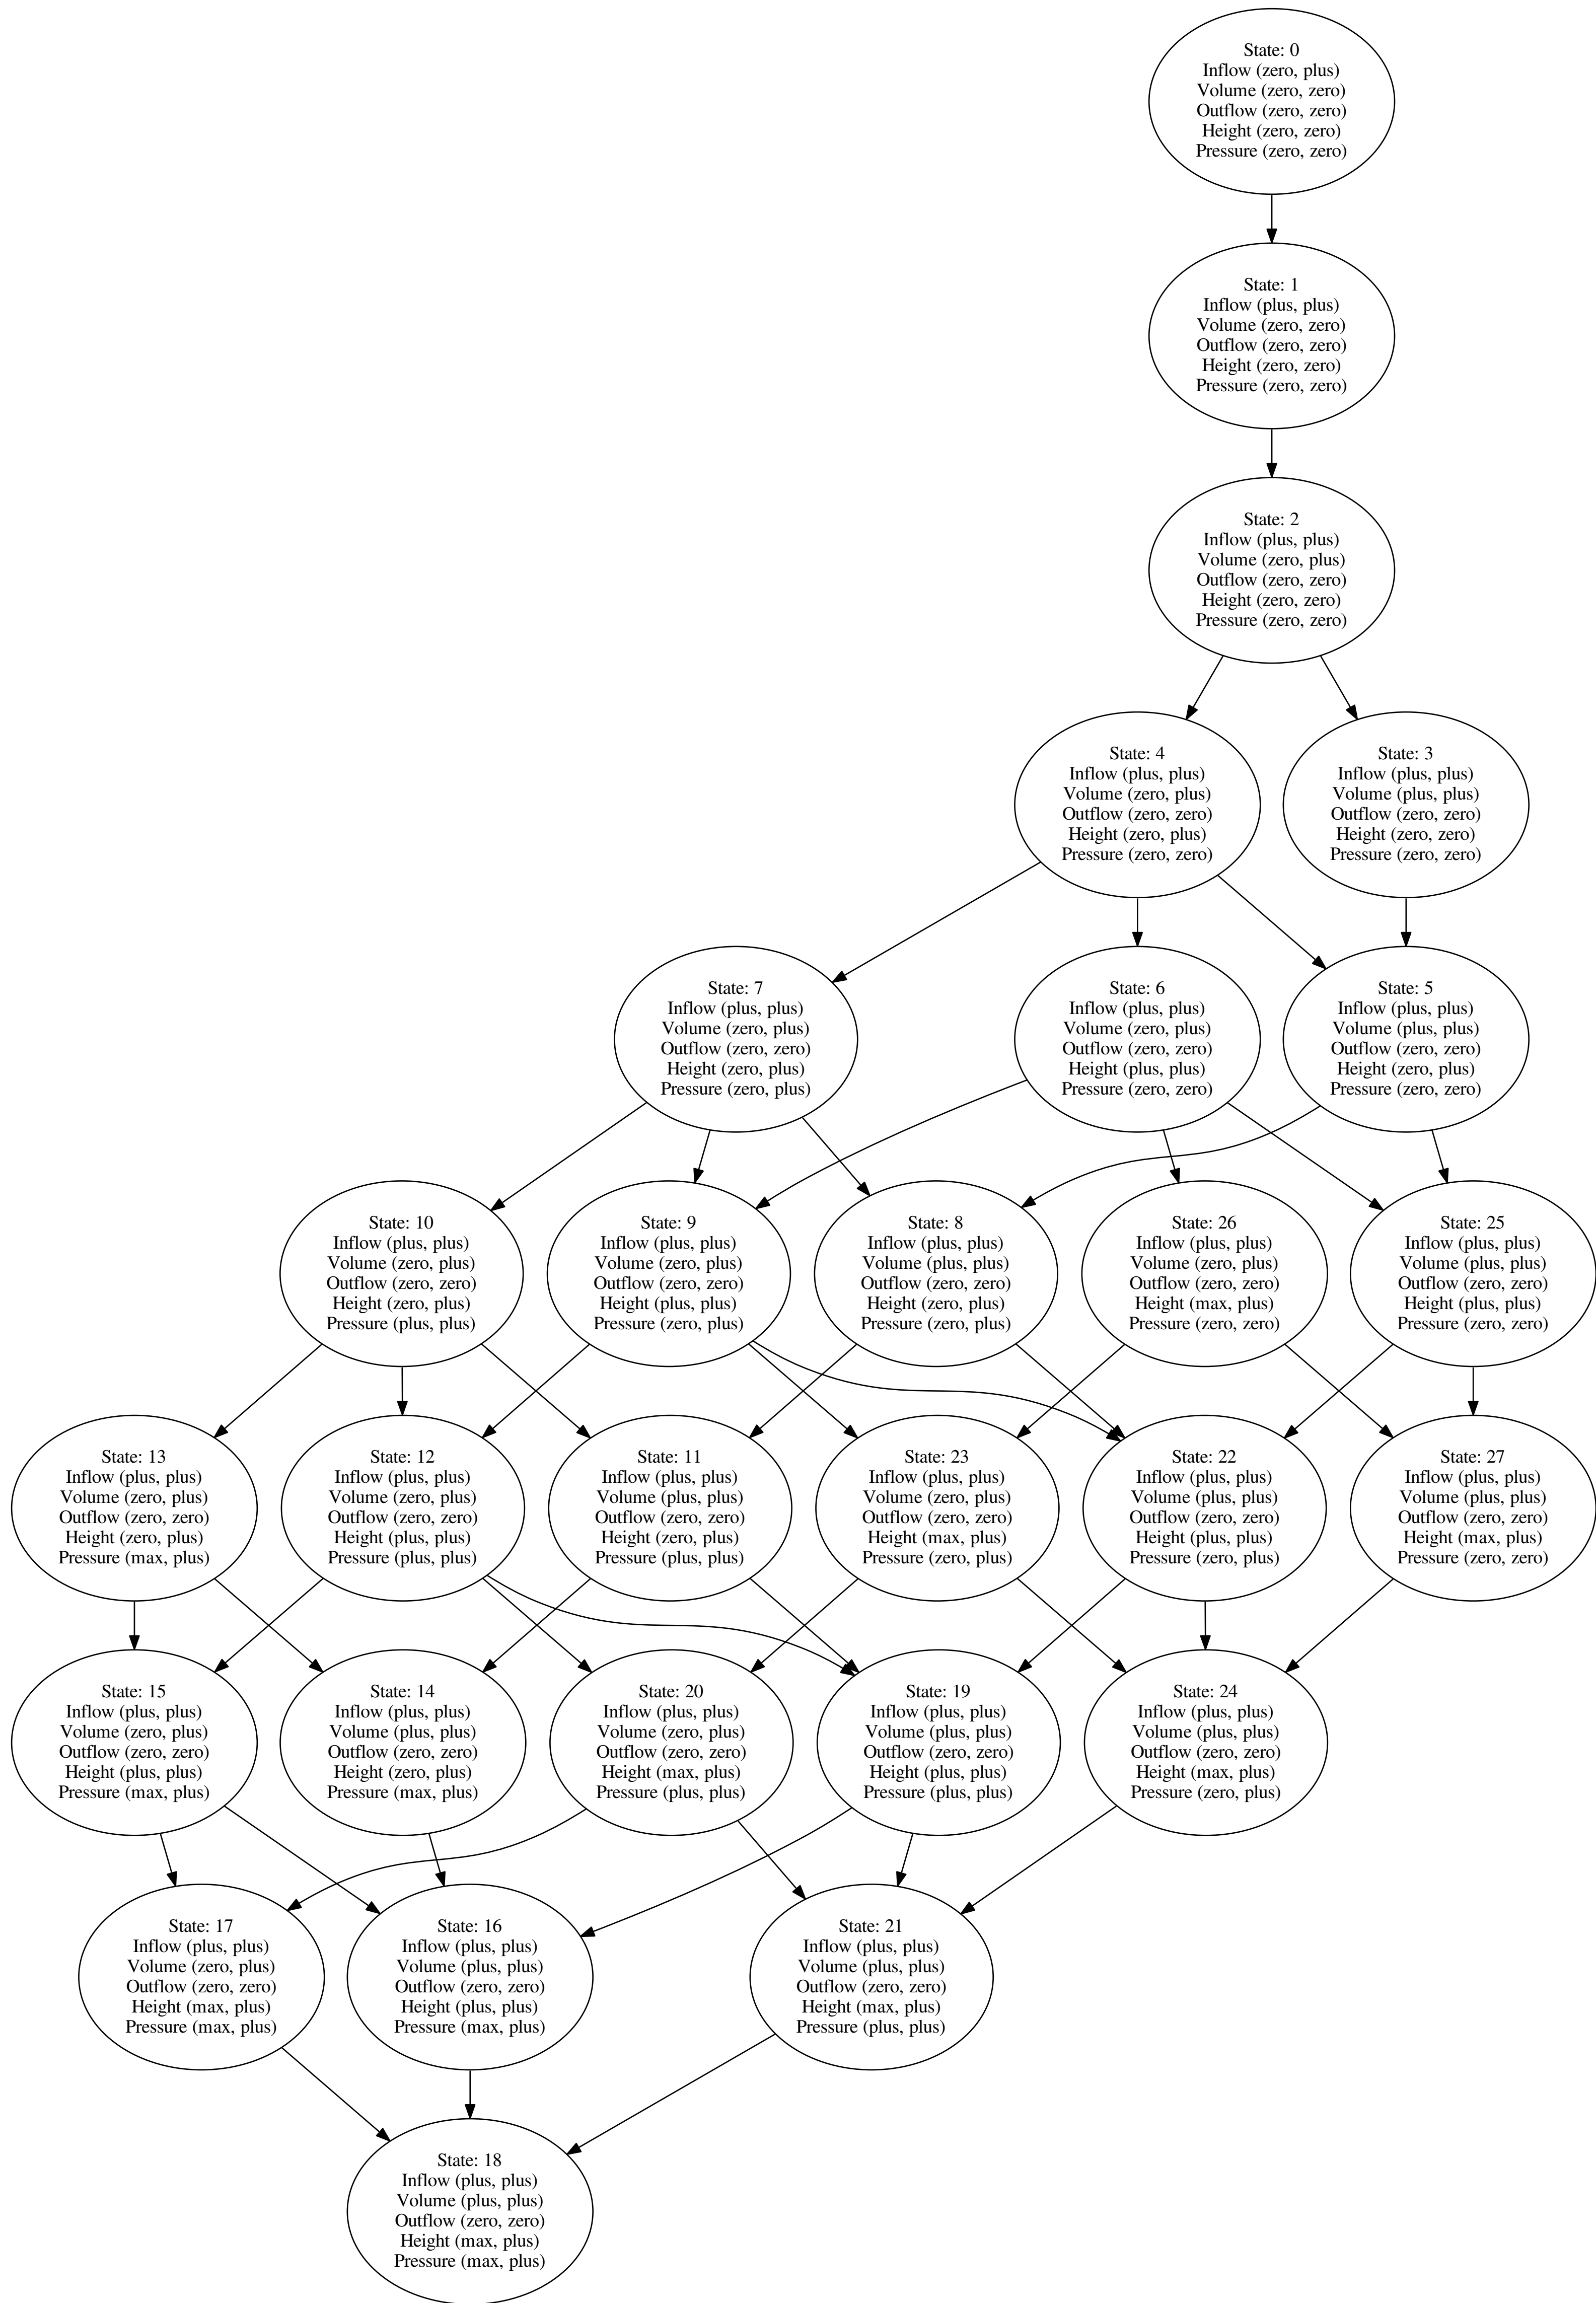 State: 0
Inflow (zero, plus)
Volume (zero, zero)
Outflow (zero, zero)
Height (zero, zero)
Pressure (zero, zero)
State: 1
Inflow (plus, plus)
Volume (zero, zero)
Outflow (zero, zero)
Height (zero, zero)
Pressure (zero, zero)
State: 2
Inflow (plus, plus)
Volume (zero, plus)
Outflow (zero, zero)
Height (zero, zero)
Pressure (zero, zero)
State: 4
Inflow (plus, plus)
Volume (zero, plus)
Outflow (zero, zero)
Height (zero, plus)
Pressure (zero, zero)
State: 3
Inflow (plus, plus)
Volume (plus, plus)
Outflow (zero, zero)
Height (zero, zero)
Pressure (zero, zero)
State: 7
Inflow (plus, plus)
Volume (zero, plus)
Outflow (zero, zero)
Height (zero, plus)
Pressure (zero, plus)
State: 6
Inflow (plus, plus)
Volume (zero, plus)
Outflow (zero, zero)
Height (plus, plus)
Pressure (zero, zero)
State: 5
Inflow (plus, plus)
Volume (plus, plus)
Outflow (zero, zero)
Height (zero, plus)
Pressure (zero, zero)
State: 10
Inflow (plus, plus)
Volume (zero, plus)
Outflow (zero, zero)
Height (zero, plus)
Pressure (plus, plus)
State: 9
Inflow (plus, plus)
Volume (zero, plus)
Outflow (zero, zero)
Height (plus, plus)
Pressure (zero, plus)
State: 8
Inflow (plus, plus)
Volume (plus, plus)
Outflow (zero, zero)
Height (zero, plus)
Pressure (zero, plus)
State: 26
Inflow (plus, plus)
Volume (zero, plus)
Outflow (zero, zero)
Height (max, plus)
Pressure (zero, zero)
State: 25
Inflow (plus, plus)
Volume (plus, plus)
Outflow (zero, zero)
Height (plus, plus)
Pressure (zero, zero)
State: 13
Inflow (plus, plus)
Volume (zero, plus)
Outflow (zero, zero)
Height (zero, plus)
Pressure (max, plus)
State: 12
Inflow (plus, plus)
Volume (zero, plus)
Outflow (zero, zero)
Height (plus, plus)
Pressure (plus, plus)
State: 11
Inflow (plus, plus)
Volume (plus, plus)
Outflow (zero, zero)
Height (zero, plus)
Pressure (plus, plus)
State: 23
Inflow (plus, plus)
Volume (zero, plus)
Outflow (zero, zero)
Height (max, plus)
Pressure (zero, plus)
State: 22
Inflow (plus, plus)
Volume (plus, plus)
Outflow (zero, zero)
Height (plus, plus)
Pressure (zero, plus)
State: 27
Inflow (plus, plus)
Volume (plus, plus)
Outflow (zero, zero)
Height (max, plus)
Pressure (zero, zero)
State: 15
Inflow (plus, plus)
Volume (zero, plus)
Outflow (zero, zero)
Height (plus, plus)
Pressure (max, plus)
State: 14
Inflow (plus, plus)
Volume (plus, plus)
Outflow (zero, zero)
Height (zero, plus)
Pressure (max, plus)
State: 20
Inflow (plus, plus)
Volume (zero, plus)
Outflow (zero, zero)
Height (max, plus)
Pressure (plus, plus)
State: 19
Inflow (plus, plus)
Volume (plus, plus)
Outflow (zero, zero)
Height (plus, plus)
Pressure (plus, plus)
State: 24
Inflow (plus, plus)
Volume (plus, plus)
Outflow (zero, zero)
Height (max, plus)
Pressure (zero, plus)
State: 17
Inflow (plus, plus)
Volume (zero, plus)
Outflow (zero, zero)
Height (max, plus)
Pressure (max, plus)
State: 16
Inflow (plus, plus)
Volume (plus, plus)
Outflow (zero, zero)
Height (plus, plus)
Pressure (max, plus)
State: 21
Inflow (plus, plus)
Volume (plus, plus)
Outflow (zero, zero)
Height (max, plus)
Pressure (plus, plus)
State: 18
Inflow (plus, plus)
Volume (plus, plus)
Outflow (zero, zero)
Height (max, plus)
Pressure (max, plus)